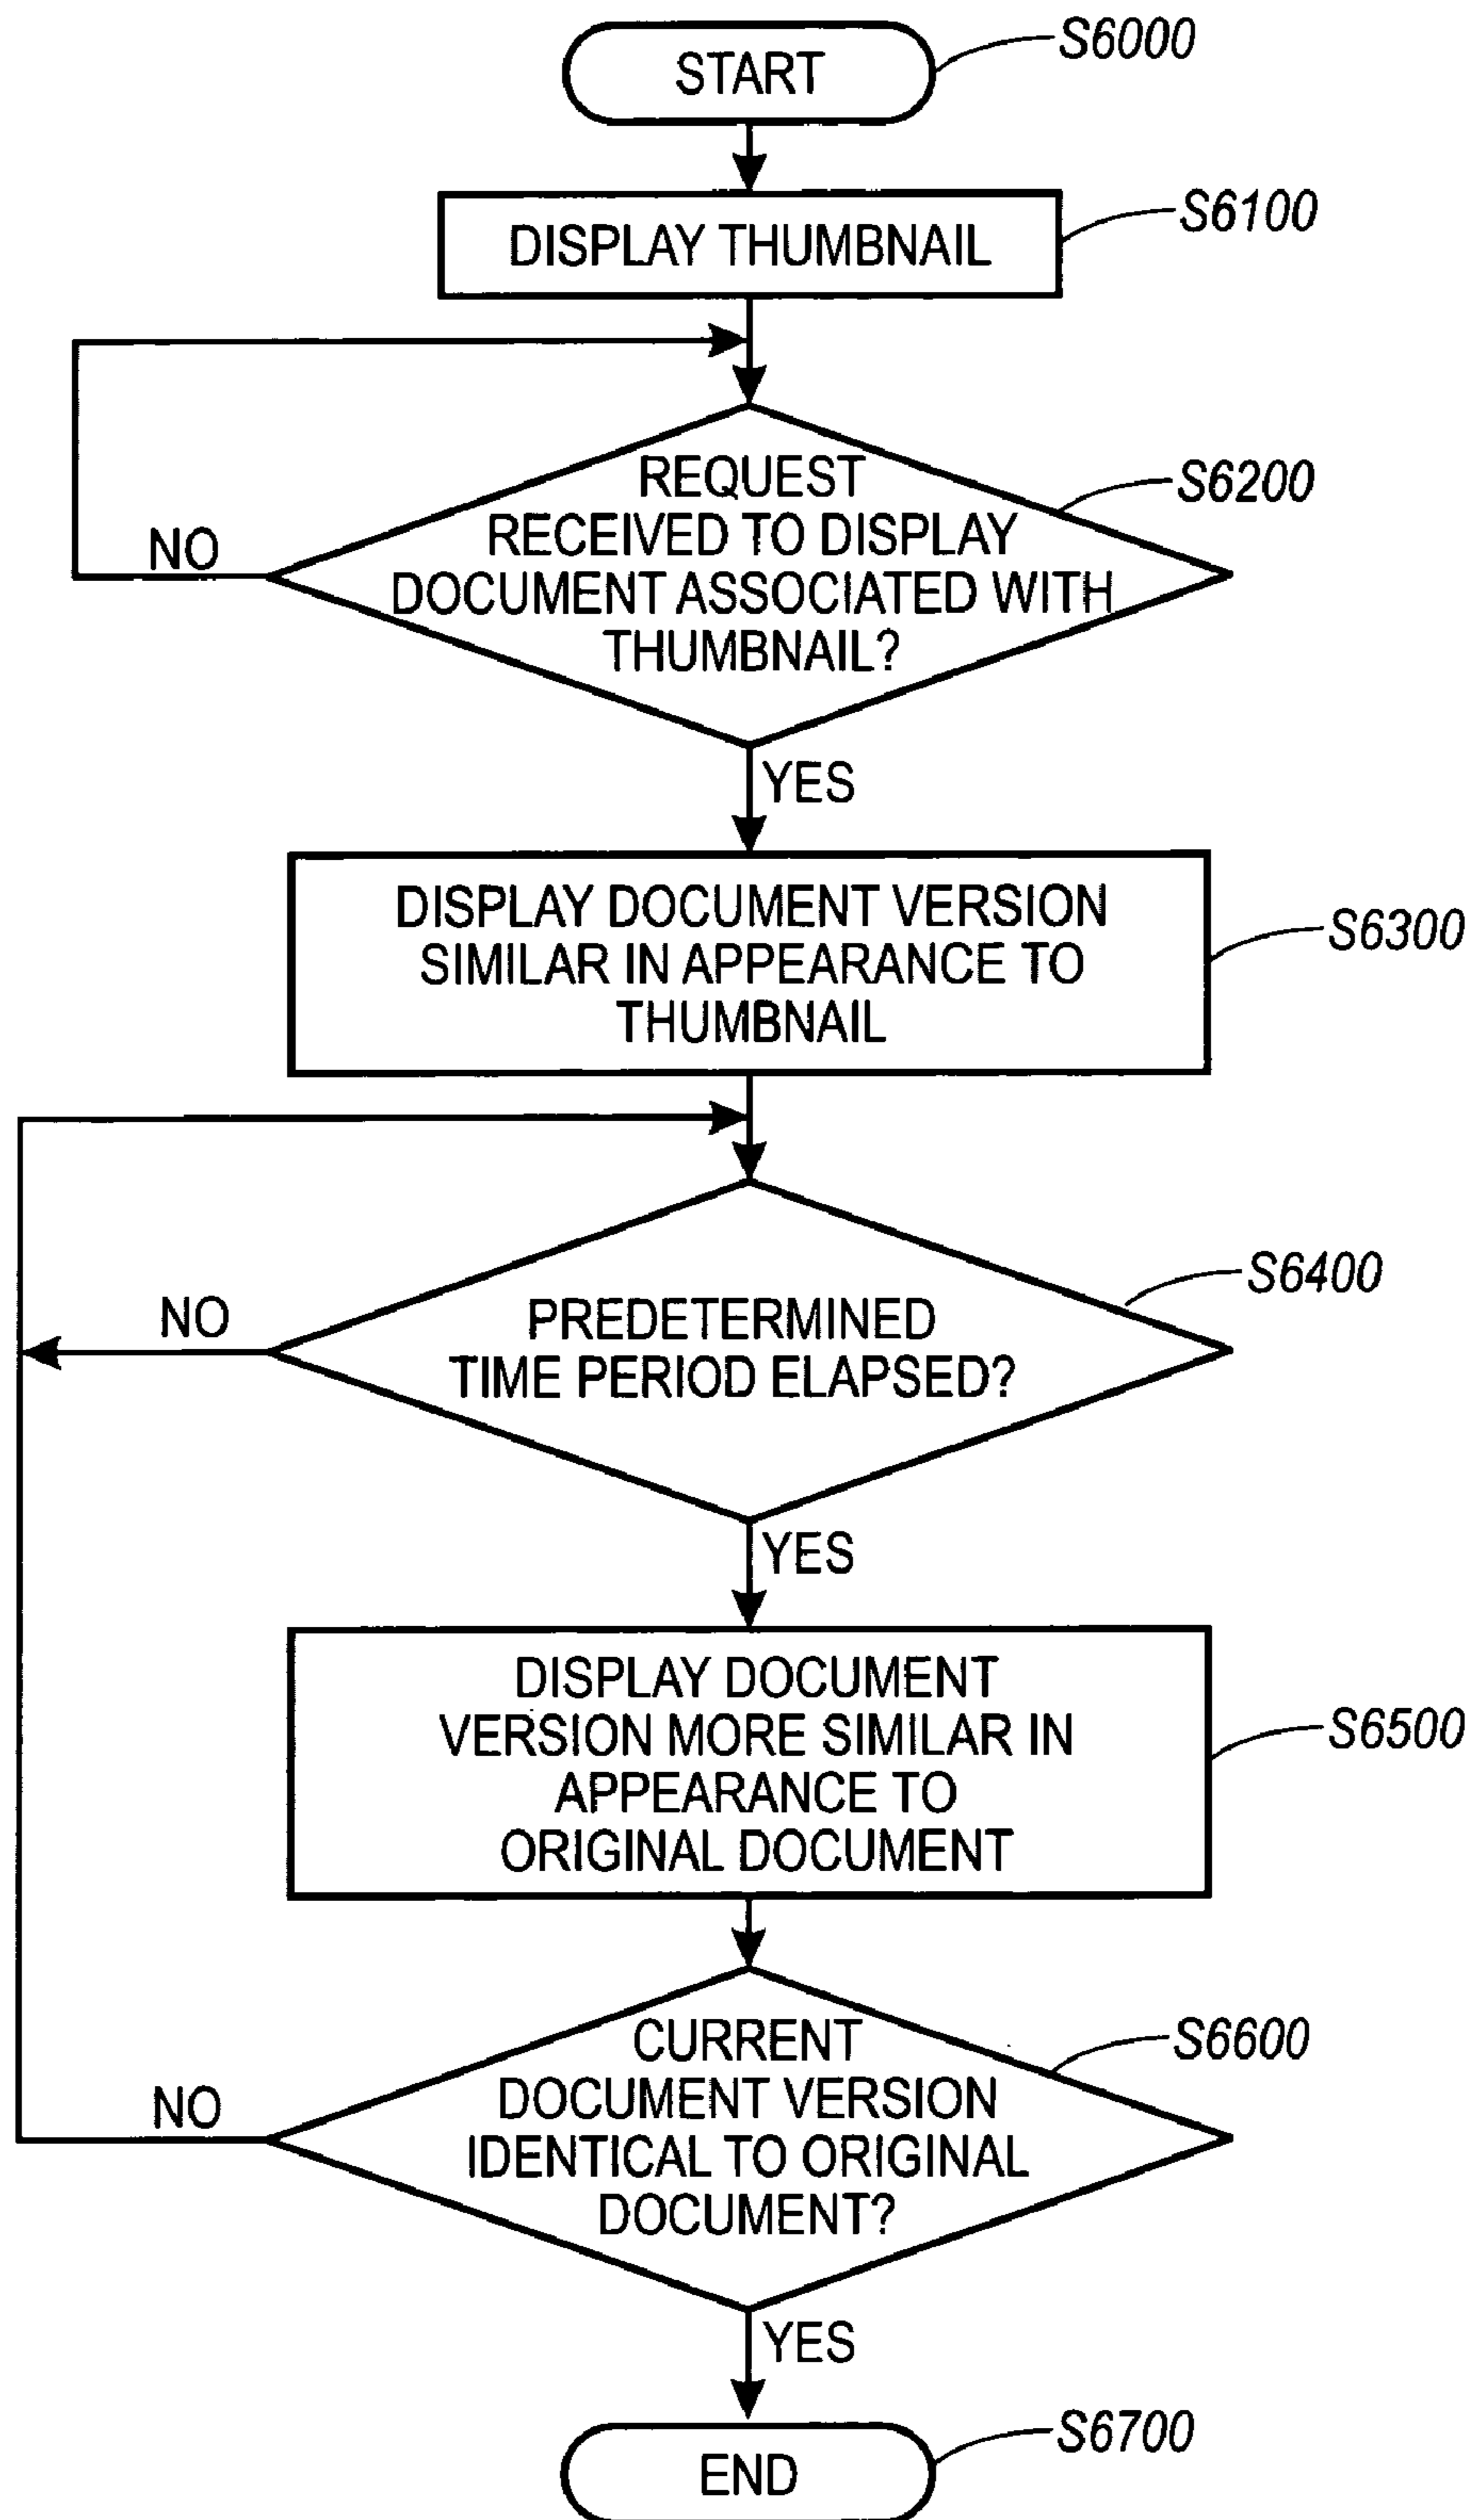 START
S6000
DISPLAY THUMBNAIL
S6100
REQUEST
RECEIVED TO DISPLAY
DOCUMENT ASSOCIATED WITH
THUMBNAIL?
S6200
NO
YES
DISPLAY DOCUMENT VERSION
SIMILAR IN APPEARANCE TO
THUMBNAIL
S6300
PREDETERMINED
TIME PERIOD ELAPSED?
S6400
NO
YES
DISPLAY DOCUMENT
VERSION MORE SIMILAR IN
APPEARANCE TO
ORIGINAL DOCUMENT
S6500
CURRENT
DOCUMENT VERSION
IDENTICAL TO ORIGINAL
DOCUMENT?
S6600
NO
YES
END
S6700